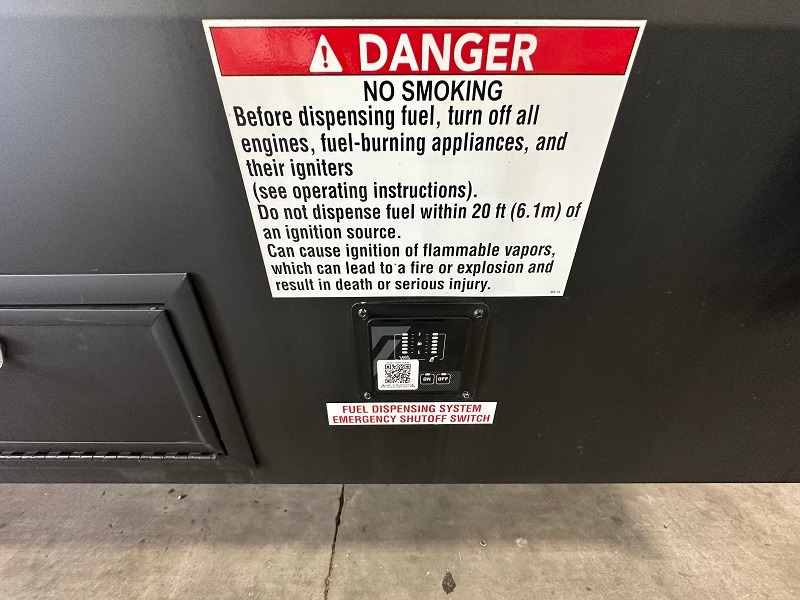 DANGER
NO SMOKING
Before dispensing fuel, turn off all
engines, fuel-burning appliances, and
their igniters
(see operating instructions).
Do not dispense fuel within 20 ft (6.1m) of
an ignition source.
Can cause ignition of flammable vapors,
which can lead to a fire or explosion and
result in death or serious injury.
ON OFF
FUEL DISPENSING SYSTEM
EMERGENCY SHUTOFF SWITCH